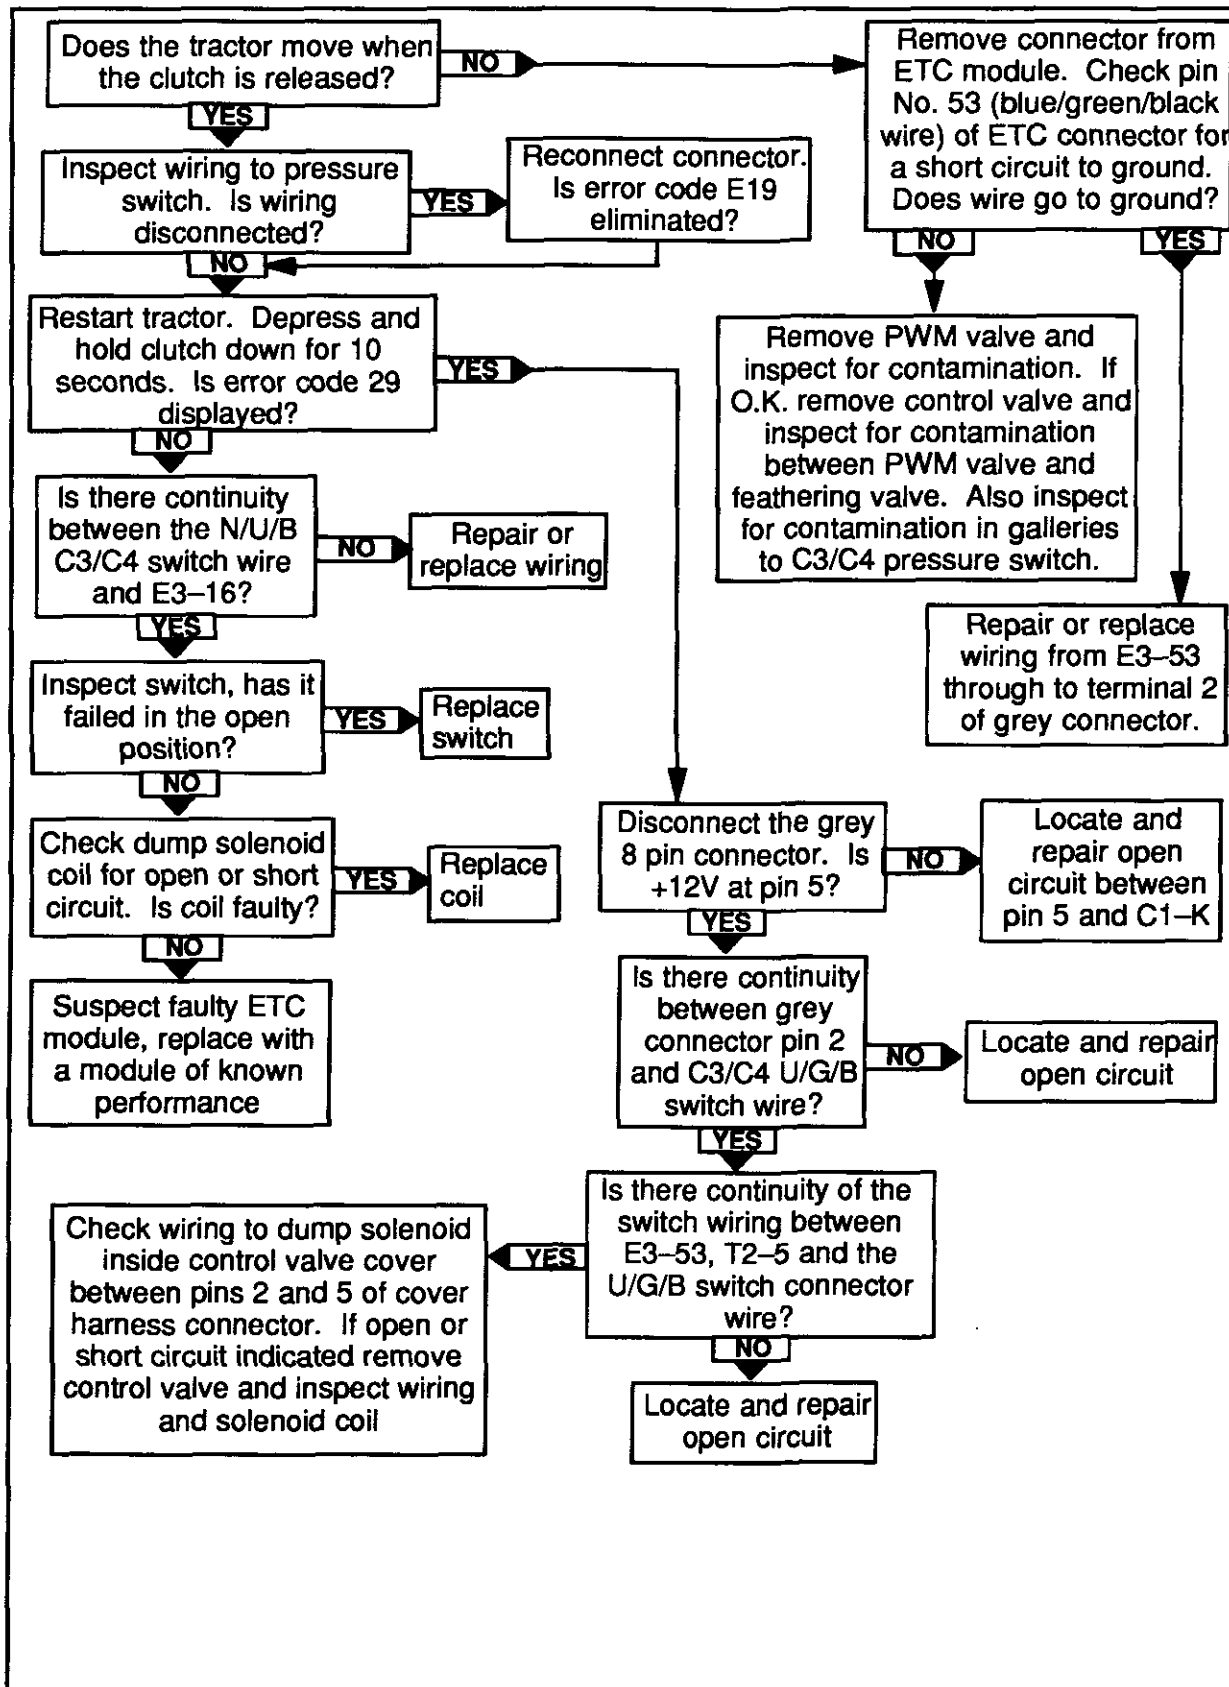 Does the tractor move when
the clutch is released?
NO
YES
Remove connector from
ETC module. Check pin
No. 53 (blue/green/black
wire) of ETC connector for
a short circuit to ground.
Does wire go to ground?
NO
YES
Inspect wiring to pressure
switch. Is wiring
disconnected?
YES
NO
Reconnect connector.
Is error code E19
eliminated?
Restart tractor. Depress and
hold clutch down for 10
seconds. Is error code 29
displayed?
YES
NO
Remove PWM valve and
inspect for contamination. If
O.K. remove control valve and
inspect for contamination
between PWM valve and
feathering valve. Also inspect
for contamination in galleries
to C3/C4 pressure switch.
Is there continuity
between the N/U/B
C3/C4 switch wire
and E3–16?
NO
YES
Repair or
replace wiring
Repair or replace
wiring from E3–53
through to terminal 2
of grey connector.
Inspect switch, has it
failed in the open
position?
YES
NO
Replace
switch
Check dump solenoid
coil for open or short
circuit. Is coil faulty?
YES
NO
Replace
coil
Disconnect the grey
8 pin connector. Is
+12V at pin 5?
NO
YES
Locate and
repair open
circuit between
pin 5 and C1–K
Suspect faulty ETC
module, replace with
a module of known
performance
Is there continuity
between grey
connector pin 2
and C3/C4 U/G/B
switch wire?
NO
YES
Locate and repair
open circuit
Is there continuity of the
switch wiring between
E3–53, T2–5 and the
U/G/B switch connector
wire?
YES
NO
Check wiring to dump solenoid
inside control valve cover
between pins 2 and 5 of cover
harness connector. If open or
short circuit indicated remove
control valve and inspect wiring
and solenoid coil
Locate and repair
open circuit